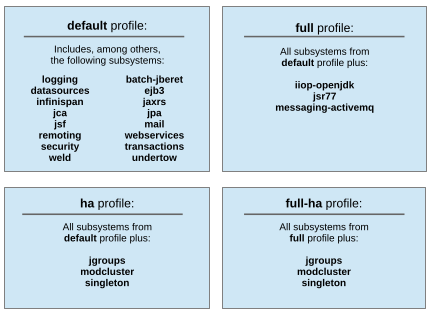 default profile:
Includes, among others,
the following subsystems:
logging
datasources
infinispan
jca
jsf
remoting
security
weld
batch-jberet
ejb3
jaxrs
jpa
mail
webservices
transactions
undertow
full profile:
All subsystems from
default profile plus:
iiop-openjdk
jsr77
messaging-activemq
ha profile:
All subsystems from
default profile plus:
jgroups
modcluster
singleton
full-ha profile:
All subsystems from
full profile plus:
jgroups
modcluster
singleton